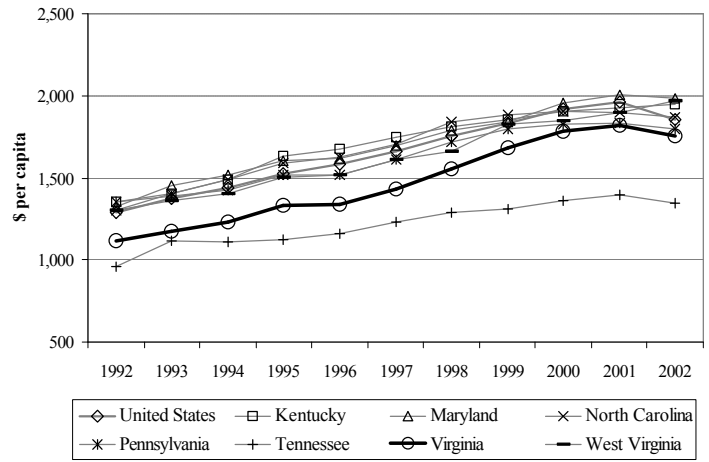 2,500
2,000
1,500
1,000
500
$ per capita
1992 1993 1994 1995 1996 1997 1998 1999 2000 2001 2002
United States Kentucky Maryland North Carolina
Pennsylvania Tennessee Virginia West Virginia